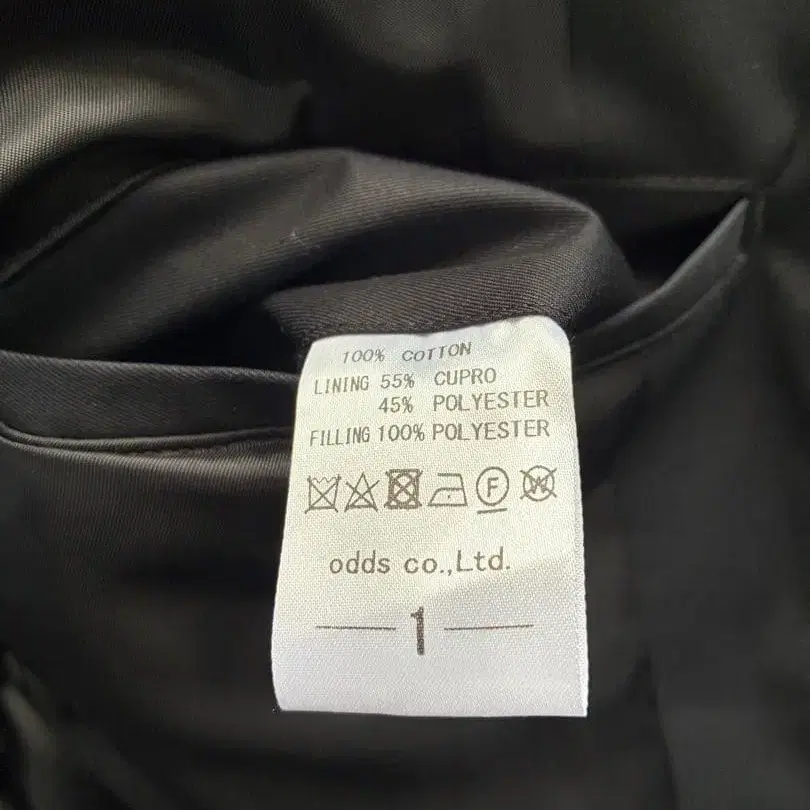 100% COTTON
LINING 55% CUPRO
45% POLYESTER
FILLING 100% POLYESTER
F W
odds co.,Ltd.
1